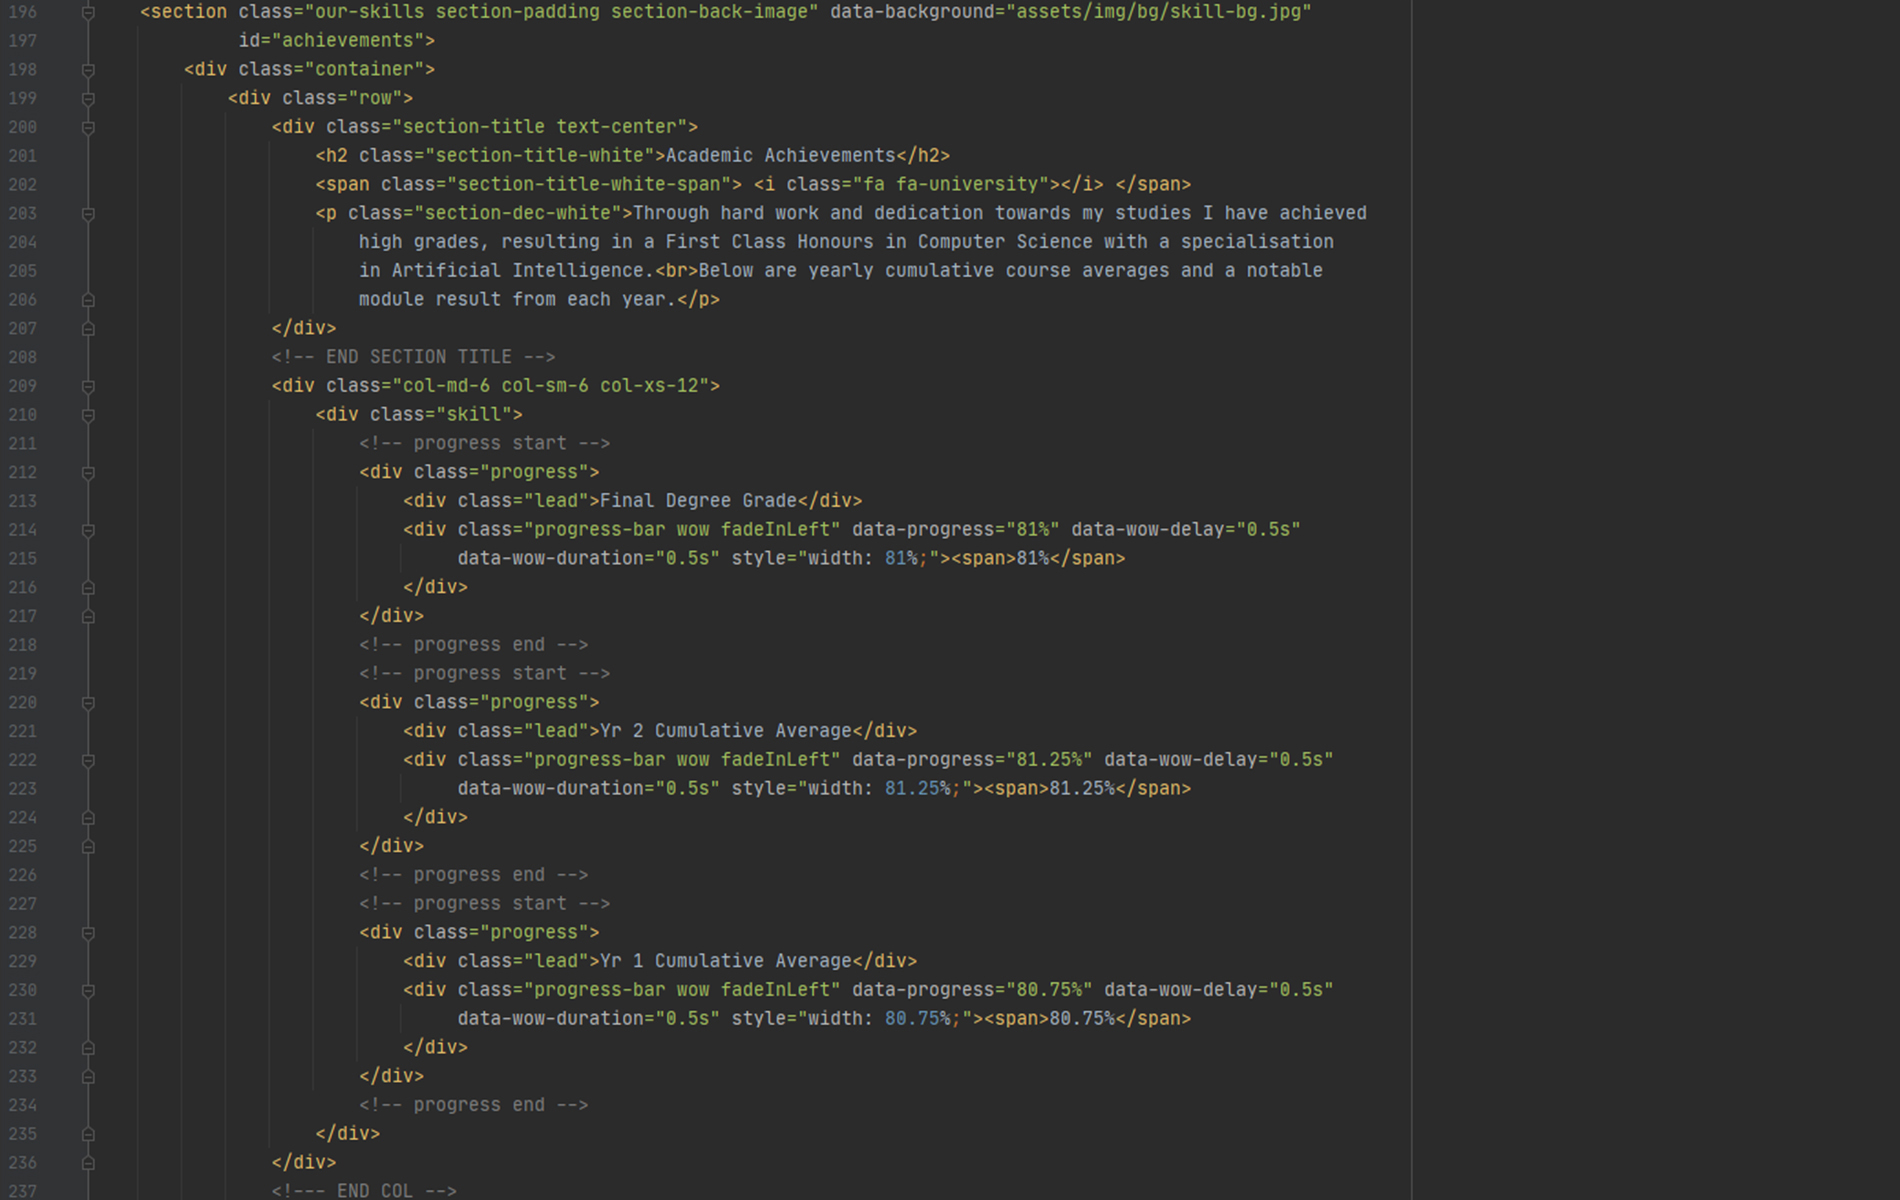 196 <section class="our-skills section-padding section-back-image" data-background="assets/img/bg/skill-bg.jpg"
197 id="achievements">
198 <div class="container">
199 <div class="row">
200 <div class="section-title text-center">
201 <h2 class="section-title-white">Academic Achievements</h2>
202 <span class="section-title-white-span"> <i class="fa fa-university"></i> </span>
203 <p class="section-dec-white">Through hard work and dedication towards my studies I have achieved
204 high grades, resulting in a First Class Honours in Computer Science with a specialisation
205 in Artificial Intelligence.<br>Below are yearly cumulative course averages and a notable
206 module result from each year.</p>
207 </div>
208 <!-- END SECTION TITLE -->
209 <div class="col-md-6 col-sm-6 col-xs-12">
210 <div class="skill">
211 <!-- progress start -->
212 <div class="progress">
213 <div class="lead">Final Degree Grade</div>
214 <div class="progress-bar wow fadeInLeft" data-progress="81%" data-wow-delay="0.5s"
215 data-wow-duration="0.5s" style="width: 81%;"><span>81%</span>
216 </div>
217 </div>
218 <!-- progress end -->
219 <!-- progress start -->
220 <div class="progress">
221 <div class="lead">Yr 2 Cumulative Average</div>
222 <div class="progress-bar wow fadeInLeft" data-progress="81.25%" data-wow-delay="0.5s"
223 data-wow-duration="0.5s" style="width: 81.25%;"><span>81.25%</span>
224 </div>
225 </div>
226 <!-- progress end -->
227 <!-- progress start -->
228 <div class="progress">
229 <div class="lead">Yr 1 Cumulative Average</div>
230 <div class="progress-bar wow fadeInLeft" data-progress="80.75%" data-wow-delay="0.5s"
231 data-wow-duration="0.5s" style="width: 80.75%;"><span>80.75%</span>
232 </div>
233 </div>
234 <!-- progress end -->
235 </div>
236 </div>
237 <!--- END COL -->